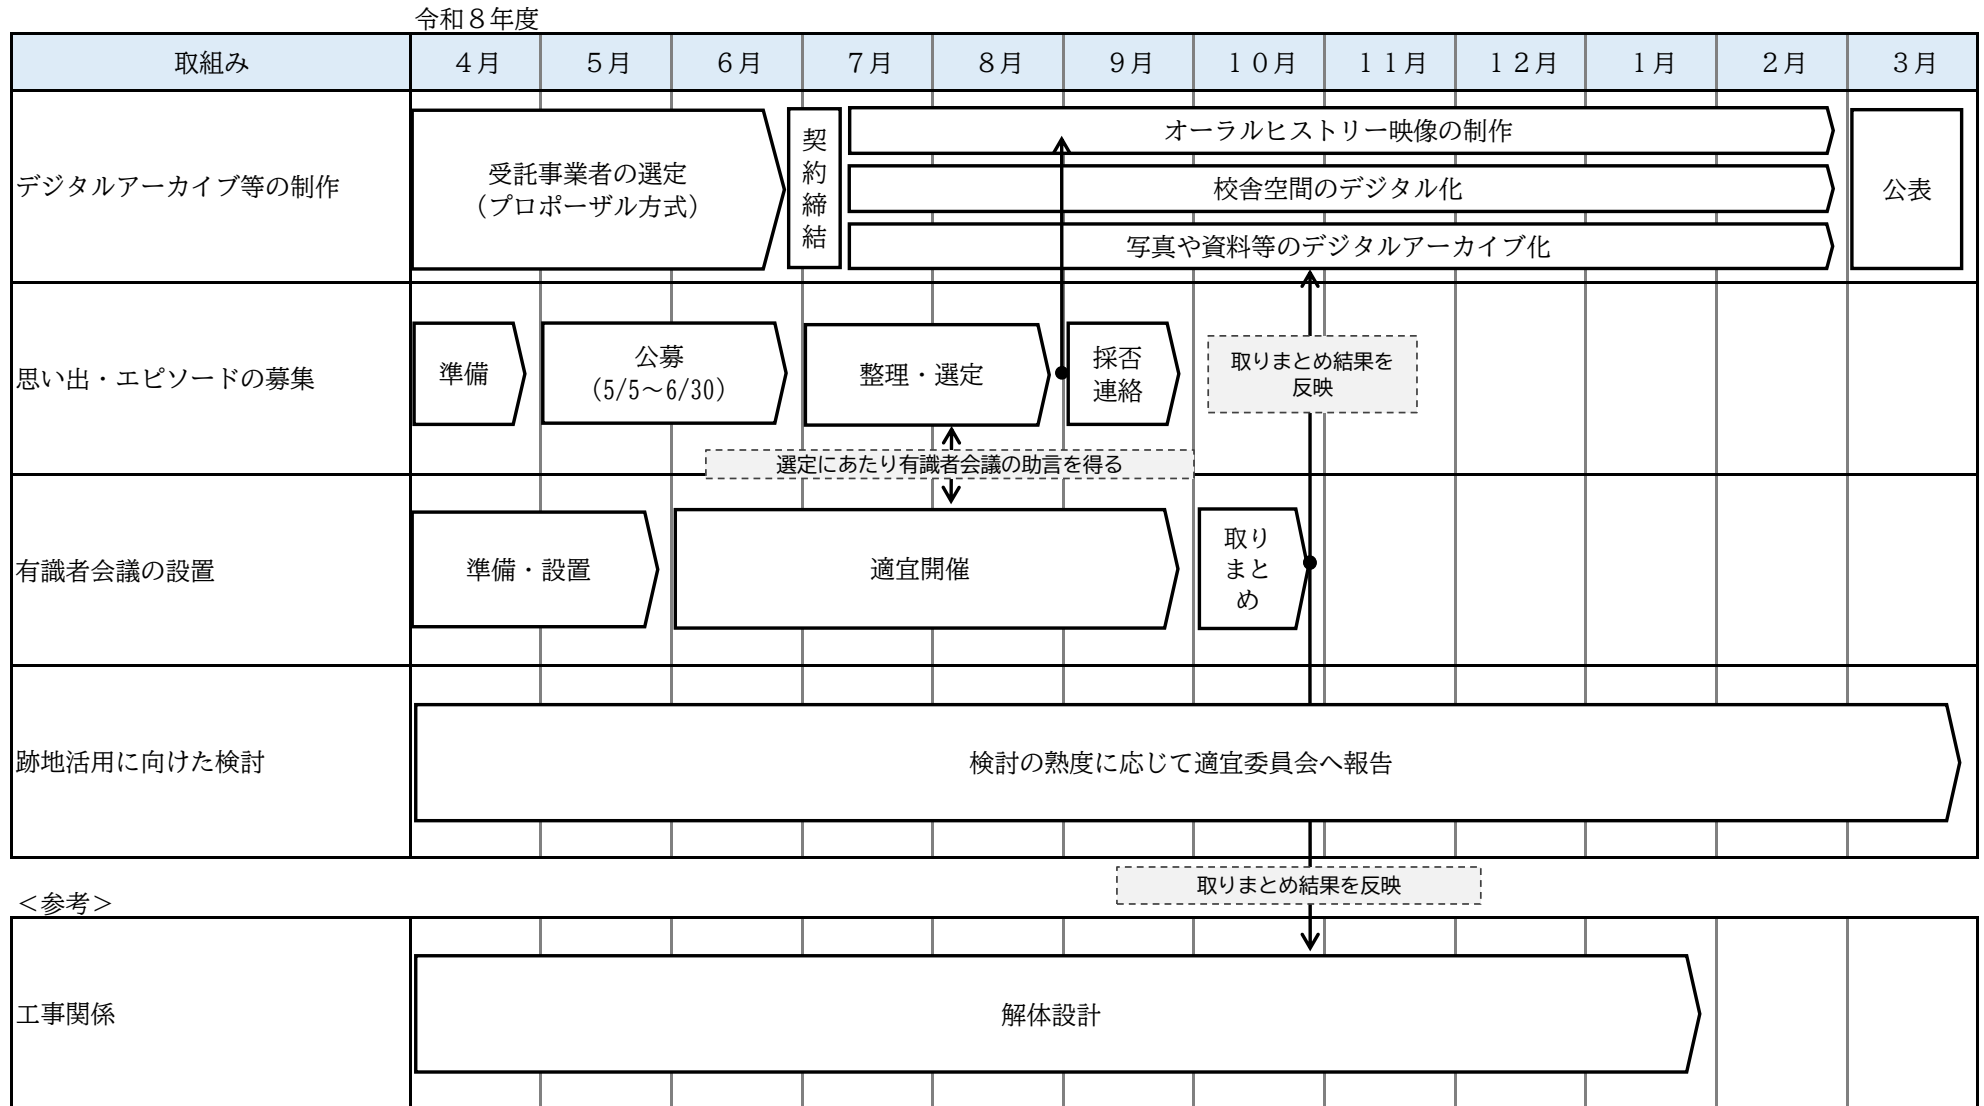 令和８年度
取組み
４月
５月
６月
７月
８月
９月
１０月
１１月
１２月
１月
２月
３月
デジタルアーカイブ等の制作
受託事業者の選定
（プロポーザル方式）
契
約
締
結
オーラルヒストリー映像の制作
校舎空間のデジタル化
写真や資料等のデジタルアーカイブ化
公表
思い出・エピソードの募集
準備
公募
（5/5～6/30）
整理・選定
採否
連絡
取りまとめ結果を
反映
選定にあたり有識者会議の助言を得る
有識者会議の設置
準備・設置
適宜開催
取り
まと
め
跡地活用に向けた検討
検討の熟度に応じて適宜委員会へ報告
取りまとめ結果を反映
＜参考＞
工事関係
解体設計